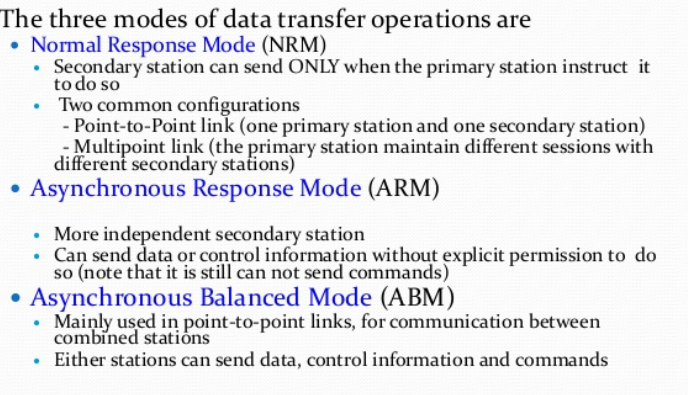 The three modes of data transfer operations are
• Normal Response Mode (NRM)
• Secondary station can send ONLY when the primary station instruct it
to do so
• Two common configurations
- Point-to-Point link (one primary station and one secondary station)
- Multipoint link (the primary station maintain different sessions with
different secondary stations)
• Asynchronous Response Mode (ARM)
• More independent secondary station
• Can send data or control information without explicit permission to do
so (note that it is still can not send commands)
• Asynchronous Balanced Mode (ABM)
• Mainly used in point-to-point links, for communication between
combined stations
• Either stations can send data, control information and commands